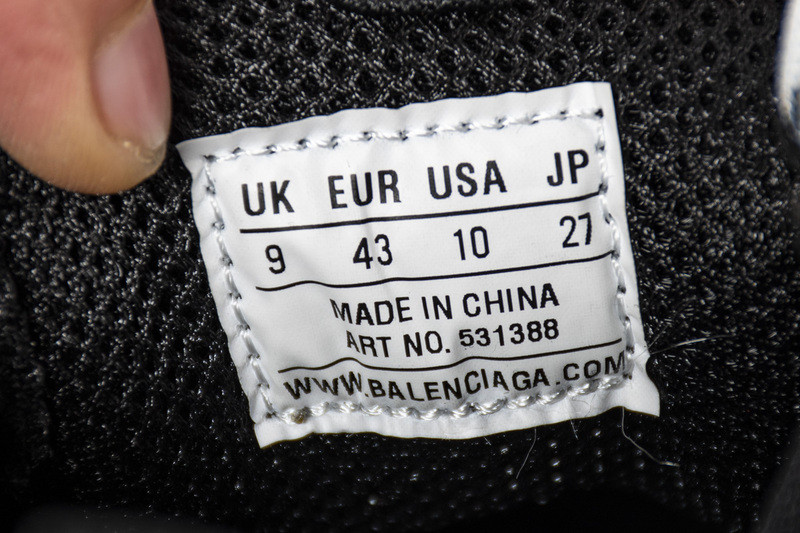 UK EUR USA JP
9 43 10 27
MADE IN CHINA
ART NO. 531388
WWW.BALENCIAGA.COM